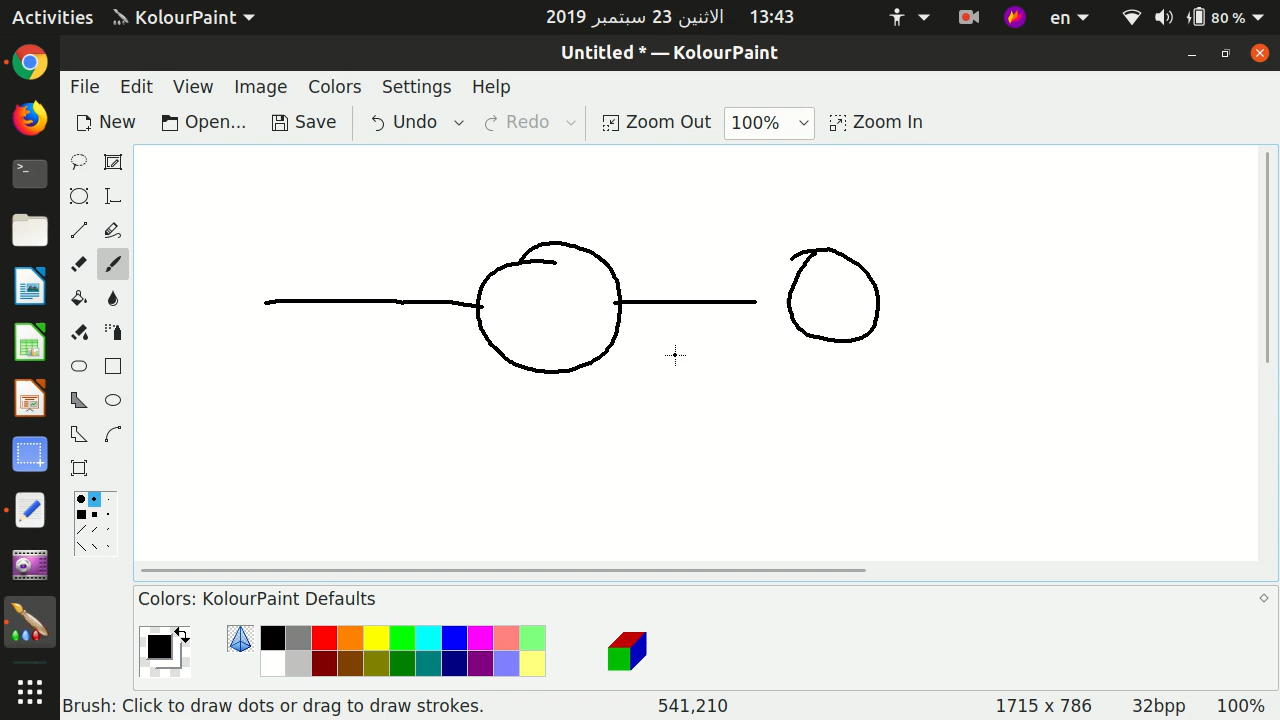 Activities KolourPaint 2019 الاثنين 23 سبتمبر 13:43 en 80 %
Untitled * — KolourPaint
File Edit View Image Colors Settings Help
New Open... Save Undo Redo Zoom Out 100% Zoom In
Colors: KolourPaint Defaults
Brush: Click to draw dots or drag to draw strokes. 541,210 1715 x 786 32bpp 100%